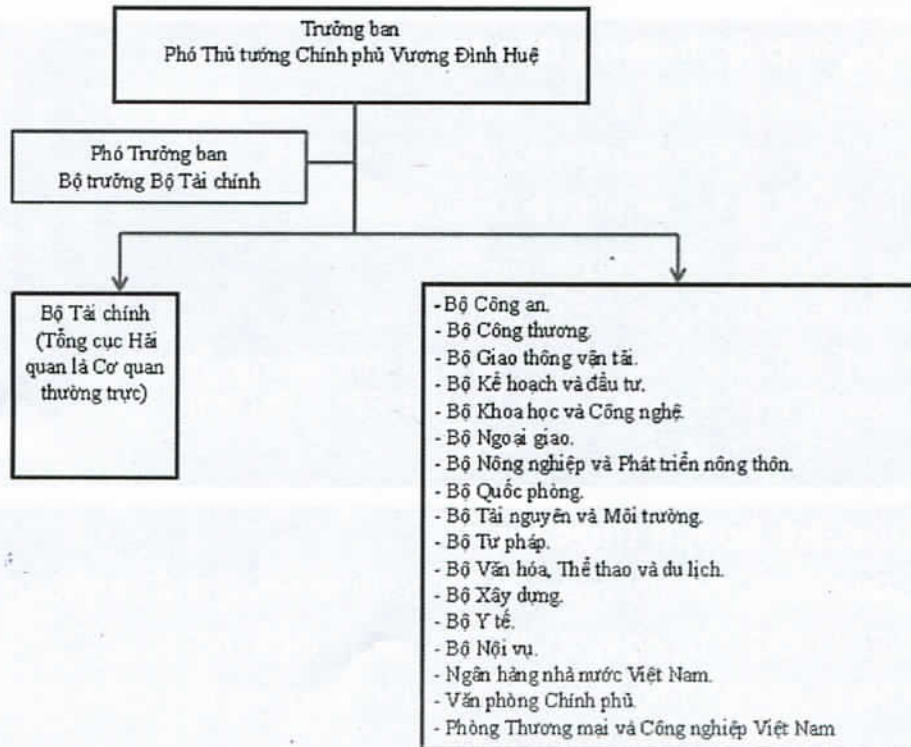 Trưởng ban
Phó Thủ tướng Chính phủ Vương Đình Huệ
Phó Trưởng ban
Bộ trưởng Bộ Tài chính
Bộ Tài chính
(Tổng cục Hải
quan là Cơ quan
thường trực)
- Bộ Công an.
- Bộ Công thương.
- Bộ Giao thông vận tải.
- Bộ Kế hoạch và đầu tư.
- Bộ Khoa học và Công nghệ.
- Bộ Ngoại giao.
- Bộ Nông nghiệp và Phát triển nông thôn.
- Bộ Quốc phòng.
- Bộ Tài nguyên và Môi trường.
- Bộ Tư pháp.
- Bộ Văn hóa, Thể thao và du lịch.
- Bộ Xây dựng.
- Bộ Y tế.
- Bộ Nội vụ.
- Ngân hàng nhà nước Việt Nam.
- Văn phòng Chính phủ.
- Phòng Thương mại và Công nghiệp Việt Nam